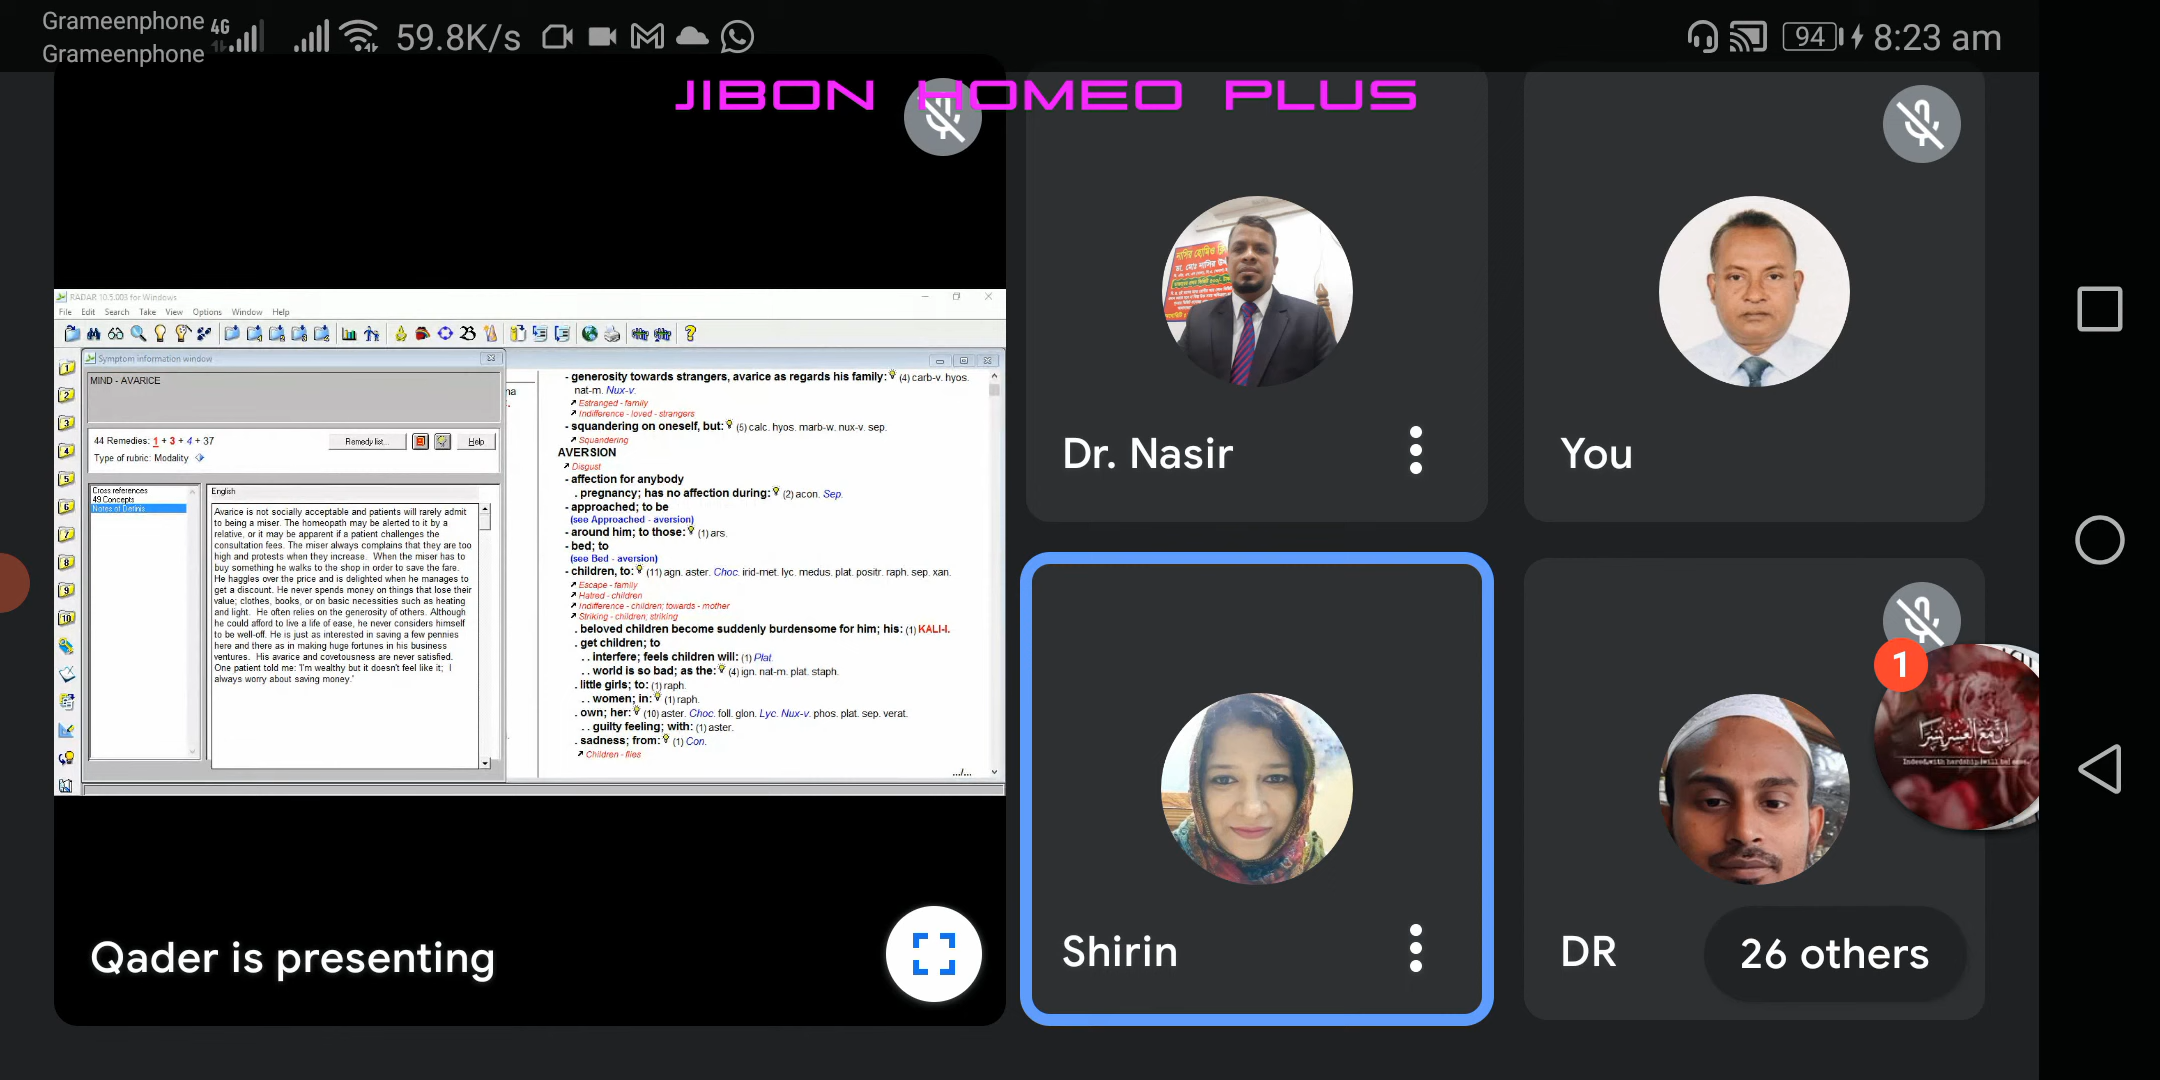 Grameenphone
Grameenphone
4G
59.8K/s
94
8:23 am
JIBON HOMEO PLUS
RADAR 10.5.003 for Windows
File Edit Search Take View Options Window Help
Symptom information window
MIND - AVARICE
44 Remedies: 1 + 3 + 4 + 37
Remedy list...
Help
Type of rubric: Modality
Cross references
49 Concepts
Notes of Definis
English
Avarice is not socially acceptable and patients will rarely admit
to being a miser. The homeopath may be alerted to it by a
relative, or it may be apparent if a patient challenges the
consultation fees. The miser always complains that they are too
high and protests when they increase. When the miser has to
buy something he walks to the shop in order to save the fare.
He haggles over the price and is delighted when he manages to
get a discount. He never spends money on things that lose their
value; clothes, books, or on basic necessities such as heating
and light. He often relies on the generosity of others. Although
he could afford to live a life of ease, he never considers himself
to be well-off. He is just as interested in saving a few pennies
here and there as in making huge fortunes in his business
ventures. His avarice and covetousness are never satisfied.
One patient told me: 'I'm wealthy but it doesn't feel like it; I
always worry about saving money.'
1
2
3
4
5
6
7
8
9
10
- generosity towards strangers, avarice as regards his family: (4) carb-v. hyos.
nat-m. Nux-v.
Estranged - family
Indifference - loved - strangers
- squandering on oneself, but: (5) calc. hyos. marb-w. nux-v. sep.
Squandering
AVERSION
Disgust
- affection for anybody
. pregnancy; has no affection during: (2) acon. Sep.
- approached; to be
(see Approached - aversion)
- around him; to those: (1) ars.
- bed; to
(see Bed - aversion)
- children, to: (11) agn. aster. Choc. irid-met. lyc. medus. plat. positr. raph. sep. xan.
Escape - family
Hatred - children
Indifference - children; towards - mother
Striking - children; striking
. beloved children become suddenly burdensome for him; his: (1) KALI-I.
. get children; to
. . interfere; feels children will: (1) Plat.
. . world is so bad; as the: (4) ign. nat-m. plat. staph.
. little girls; to: (1) raph.
. . women; in: (1) raph.
. own; her: (10) aster. Choc. foll. glon. Lyc. Nux-v. phos. plat. sep. verat.
. . guilty feeling; with: (1) aster.
. sadness; from: (1) Con.
Children - flies
.../...
Qader is presenting
Dr. Nasir
You
Shirin
DR
26 others
1
إِنَّ مَعَ الْعُسْرِ يُسْرًا
Indeed, with hardship will be ease.